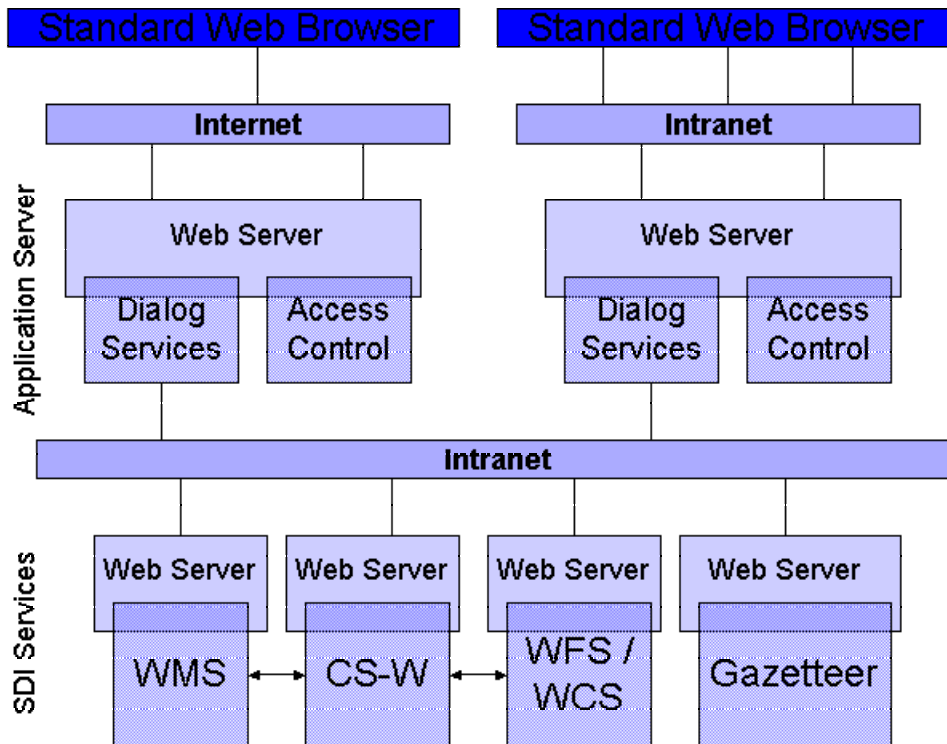 Standard Web Browser
Standard Web Browser
Internet
Intranet
Application Server
Web Server
Web Server
Dialog
Services
Access
Control
Dialog
Services
Access
Control
Intranet
SDI Services
Web Server
Web Server
Web Server
Web Server
WMS
CS-W
WFS /
WCS
Gazetteer